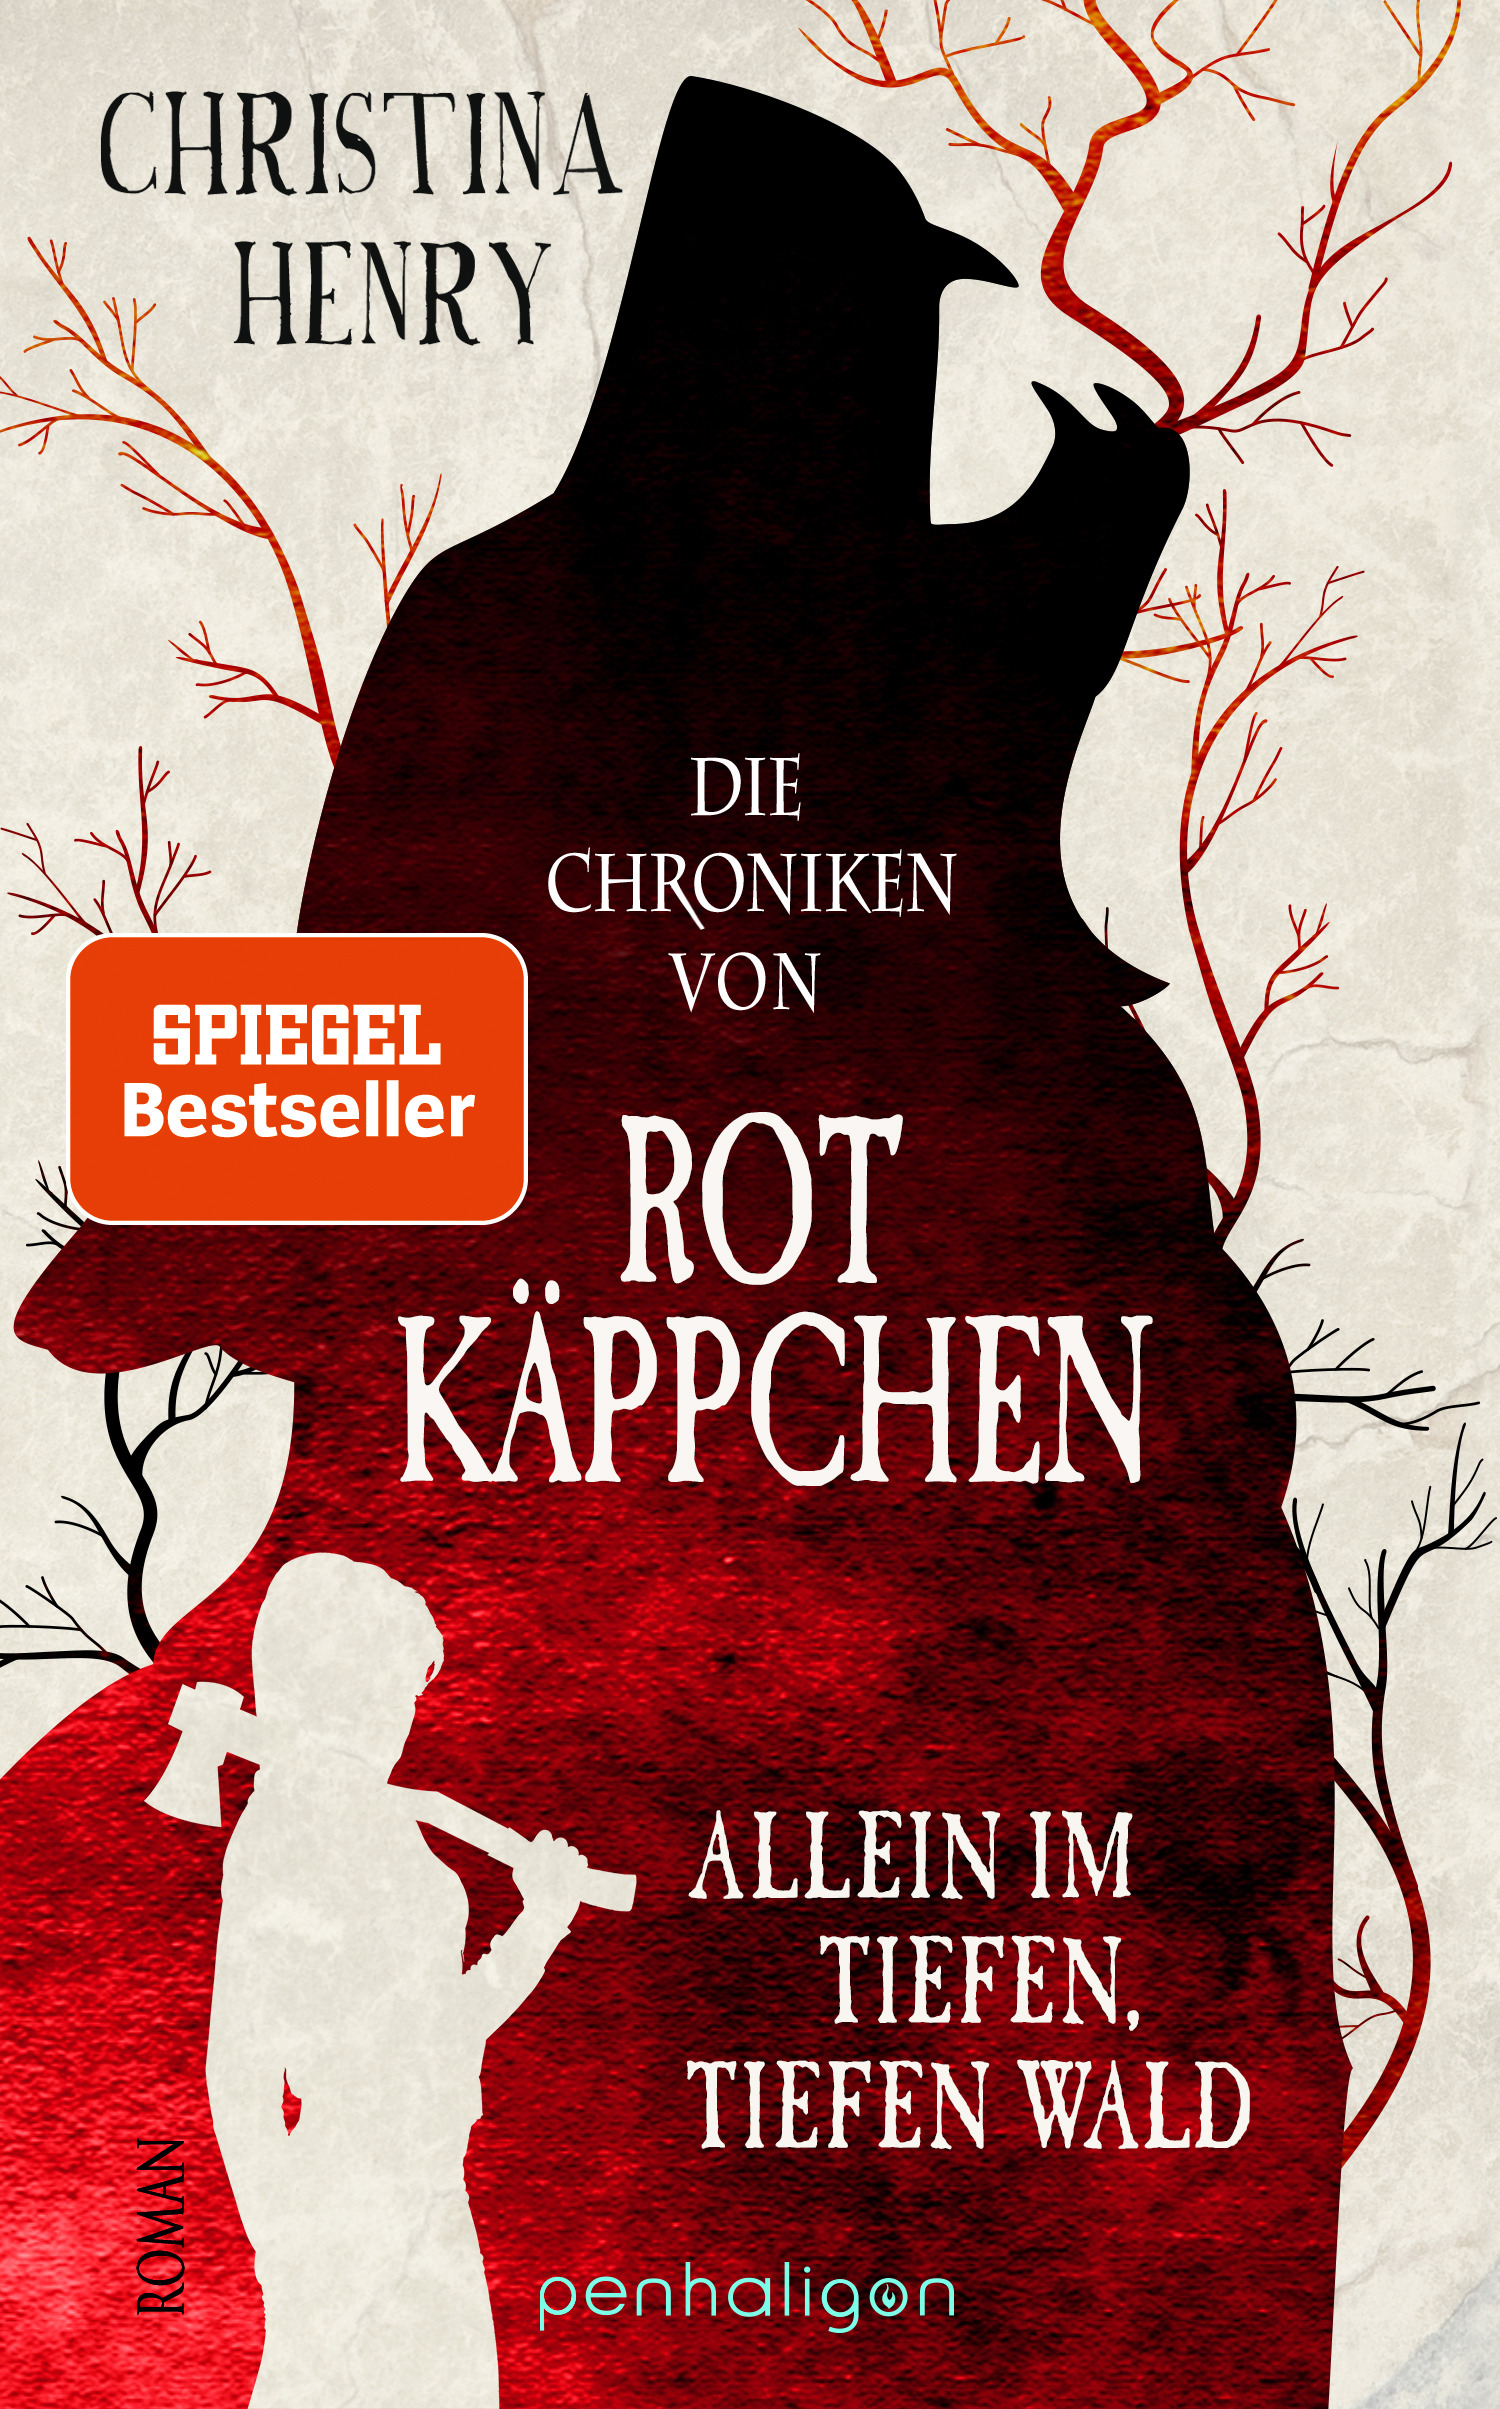 CHRISTINA
HENRY
DIE
CHRONIKEN
VON
SPIEGEL
Bestseller
ROT
KÄPPCHEN
ALLEIN IM
TIEFEN,
TIEFEN WALD
ROMAN
penhaligon